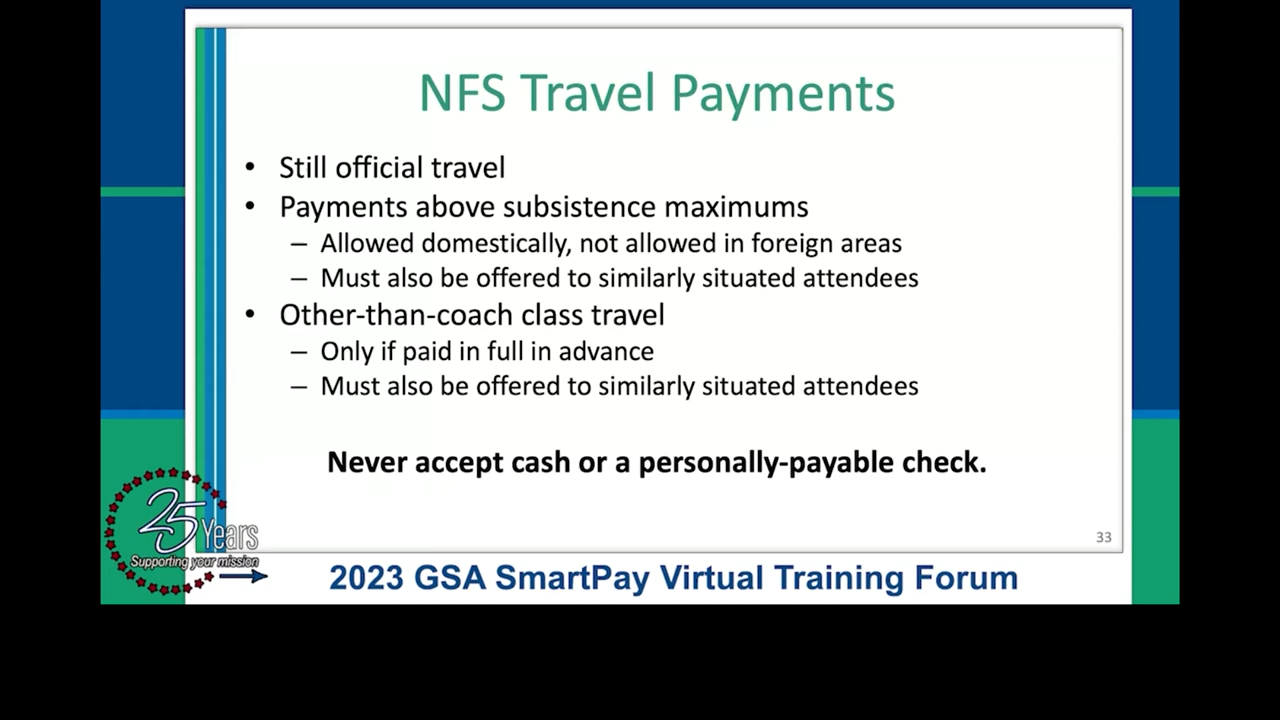 NFS Travel Payments
• Still official travel
• Payments above subsistence maximums
– Allowed domestically, not allowed in foreign areas
– Must also be offered to similarly situated attendees
• Other-than-coach class travel
– Only if paid in full in advance
– Must also be offered to similarly situated attendees
Never accept cash or a personally-payable check.
33
25 Years
Supporting your mission
2023 GSA SmartPay Virtual Training Forum